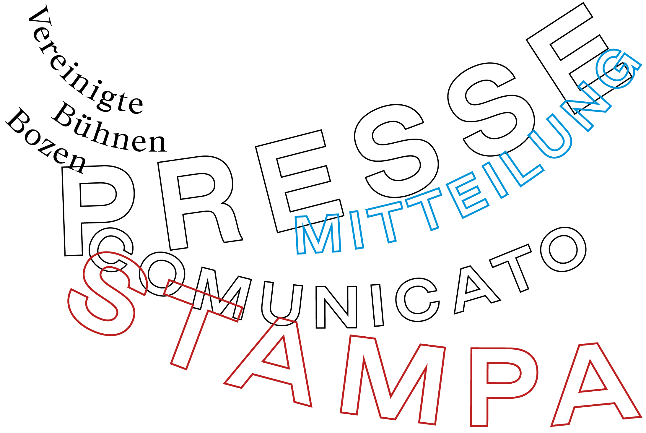 Vereinigte
Bühnen
Bozen
PRESSE
MITTEILUNG
COMUNICATO
STAMPA